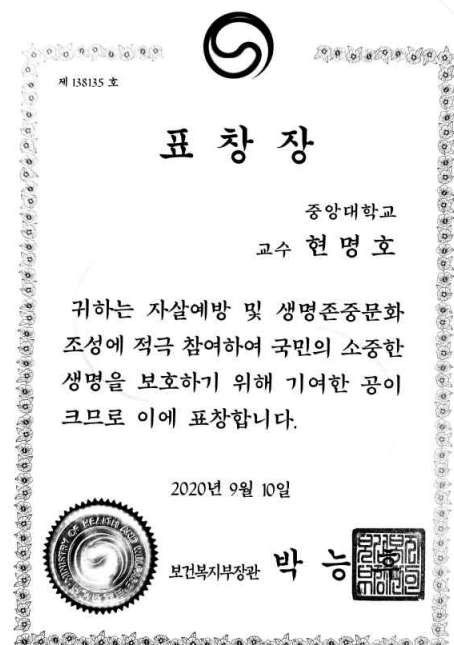 제 138135 호
표 창 장
중앙대학교
교수 현 명 호
귀하는 자살예방 및 생명존중문화
조성에 적극 참여하여 국민의 소중한
생명을 보호하기 위해 기여한 공이
크므로 이에 표창합니다.
2020년 9월 10일
MINISTRY OF HEALTH AND
보건복지부장관 박 능